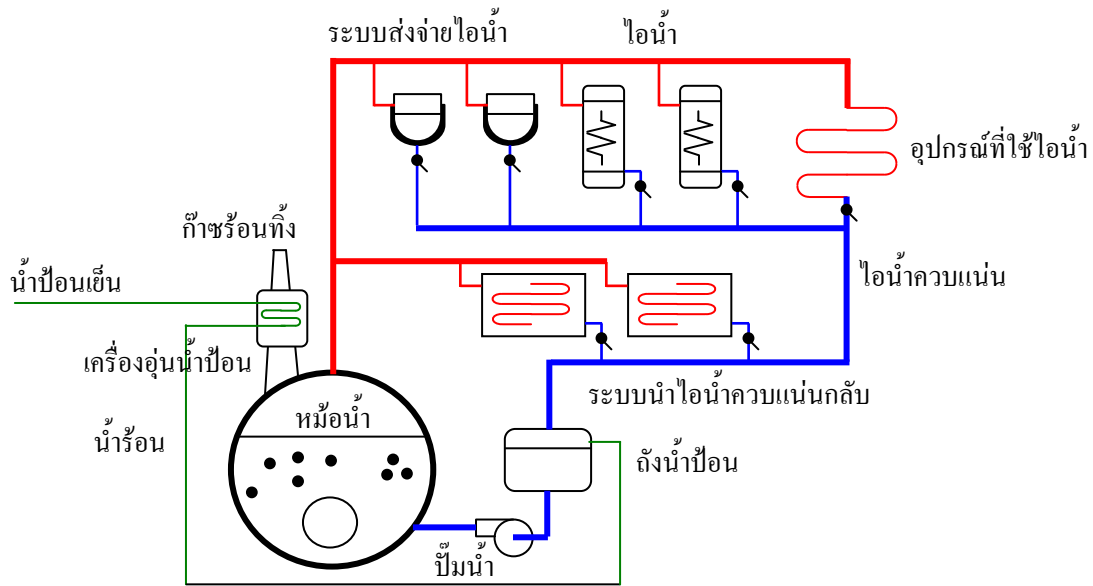 ระบบส่งจ่ายไอน้ำ
ไอน้ำ
อุปกรณ์ที่ใช้ไอน้ำ
ก๊าซร้อนทิ้ง
น้ำป้อนเย็น
ไอน้ำควบแน่น
เครื่องอุ่นน้ำป้อน
ระบบนำไอน้ำควบแน่นกลับ
หม้อน้ำ
น้ำร้อน
ถังน้ำป้อน
ปั๊มน้ำ